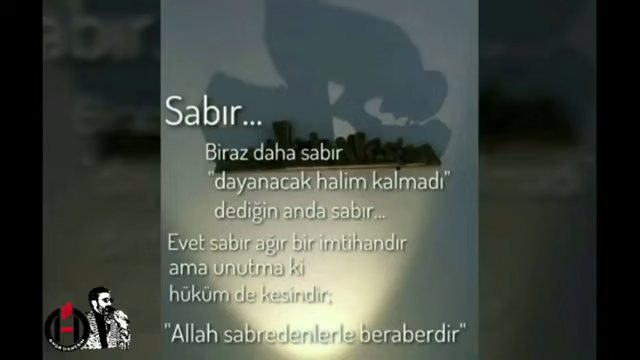 Sabır...
Biraz daha sabır
"dayanacak halim kalmadı"
dediğin anda sabır...
Evet sabır ağır bir imtihandır
ama unutma ki
hüküm de kesindir;
"Allah sabredenlerle beraberdir"